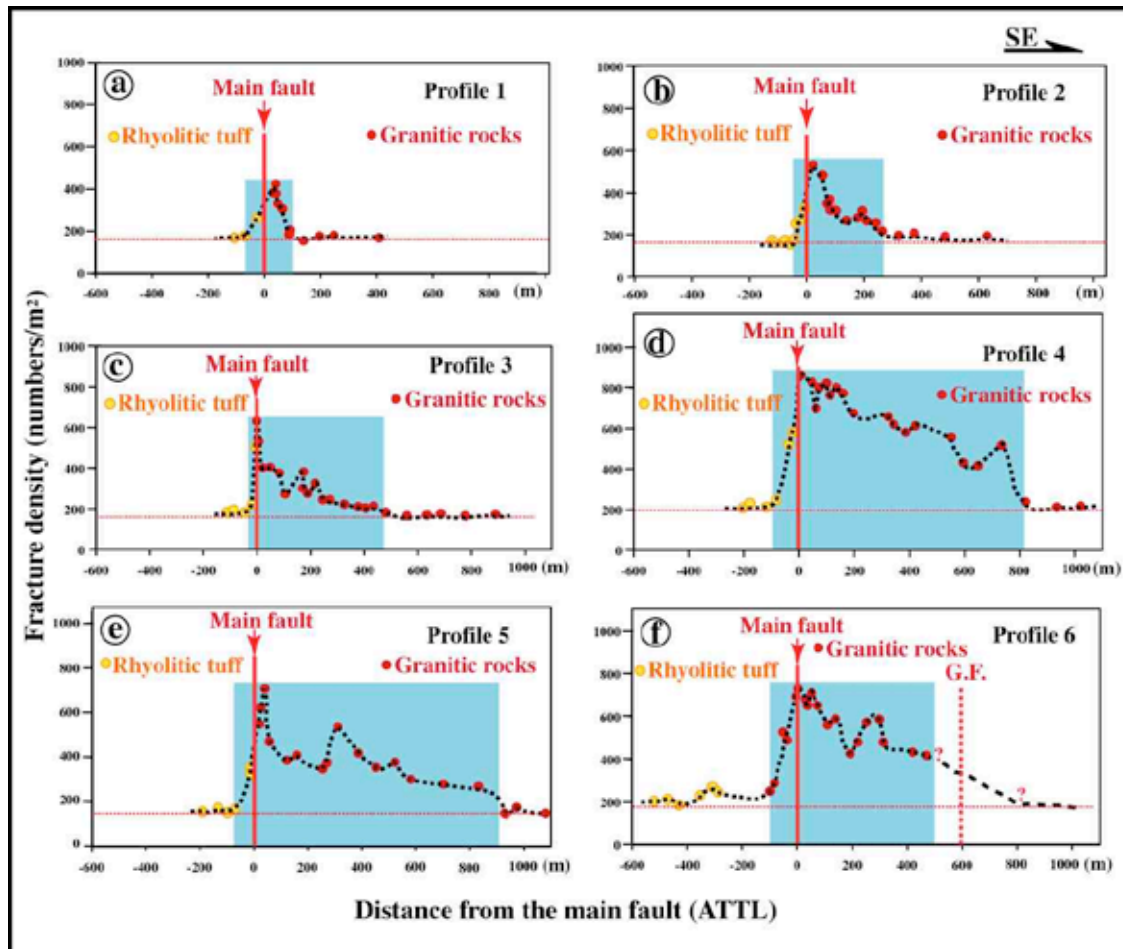 SE
a
Main fault
Profile 1
Rhyolitic tuff
Granitic rocks
1000
800
600
400
200
0
-600 -400 -200 0 200 400 600 800 (m)
b
Main fault
Profile 2
Rhyolitic tuff
Granitic rocks
1000
800
600
400
200
0
-600 -400 -200 0 200 400 600 800 (m)
c
Main fault
Profile 3
Rhyolitic tuff
Granitic rocks
1000
800
600
400
200
0
-600 -400 -200 0 200 400 600 800 1000 (m)
d
Main fault
Profile 4
Rhyolitic tuff
Granitic rocks
1000
800
600
400
200
0
-600 -400 -200 0 200 400 600 800 1000 (m)
e
Main fault
Profile 5
Rhyolitic tuff
Granitic rocks
1000
800
600
400
200
0
-600 -400 -200 0 200 400 600 800 1000 (m)
f
Main fault
Profile 6
Granitic rocks
Rhyolitic tuff
G.F.
?
?
1000
800
600
400
200
0
-600 -400 -200 0 200 400 600 800 1000 (m)
Fracture density (numbers/m²)
Distance from the main fault (ATTL)